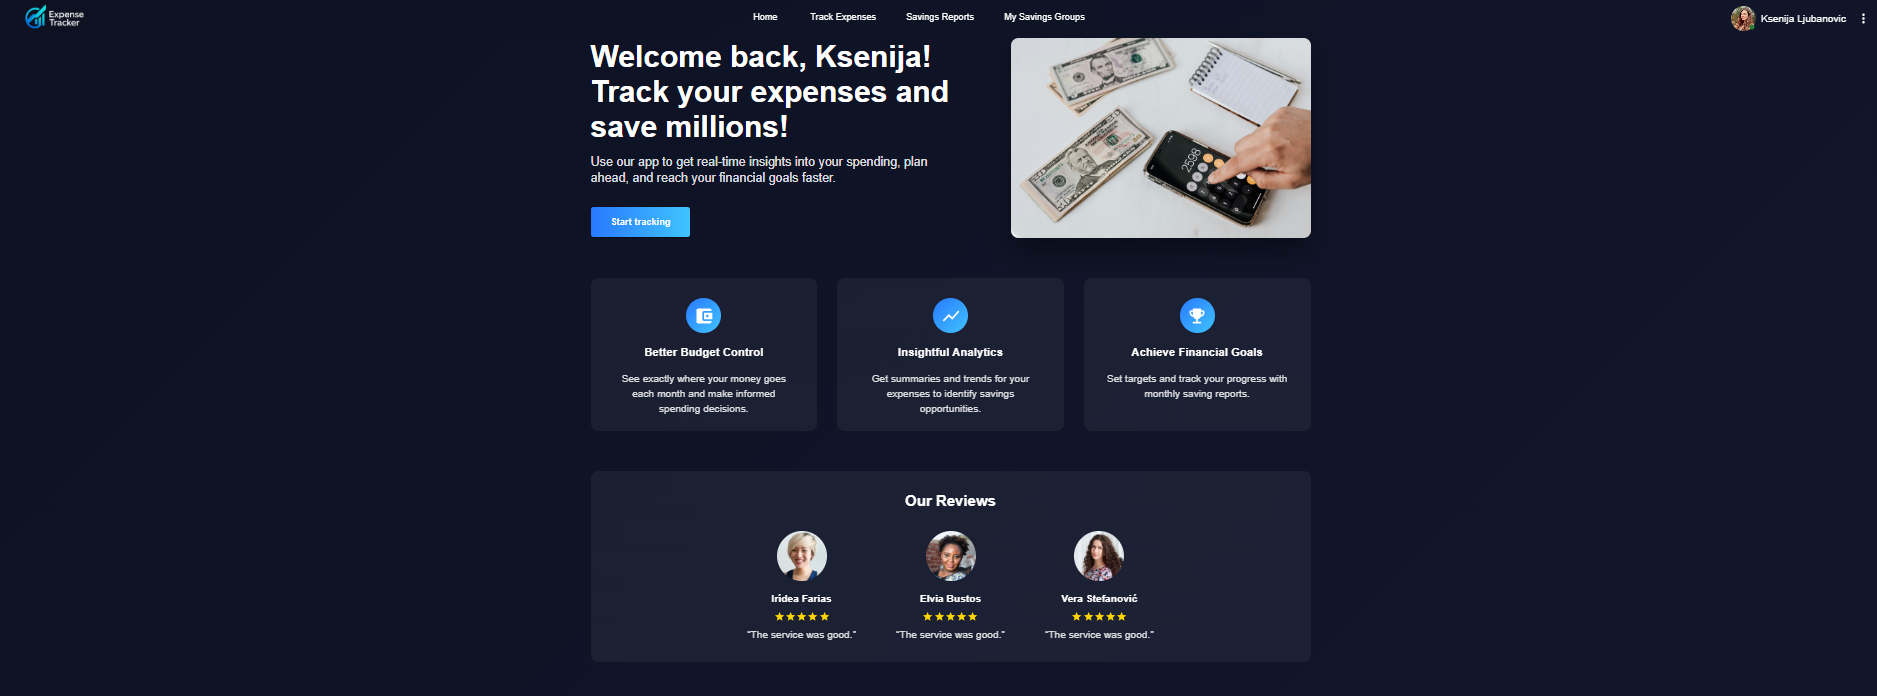 Expense
Tracker
Home
Track Expenses
Savings Reports
My Savings Groups
Ksenija Ljubanovic
Welcome back, Ksenija!
Track your expenses and
save millions!
Use our app to get real-time insights into your spending, plan
ahead, and reach your financial goals faster.
Start tracking
2598
Better Budget Control
See exactly where your money goes
each month and make informed
spending decisions.
Insightful Analytics
Get summaries and trends for your
expenses to identify savings
opportunities.
Achieve Financial Goals
Set targets and track your progress with
monthly saving reports.
Our Reviews
Irídea Farias
"The service was good."
Elvia Bustos
"The service was good."
Vera Stefanović
"The service was good."